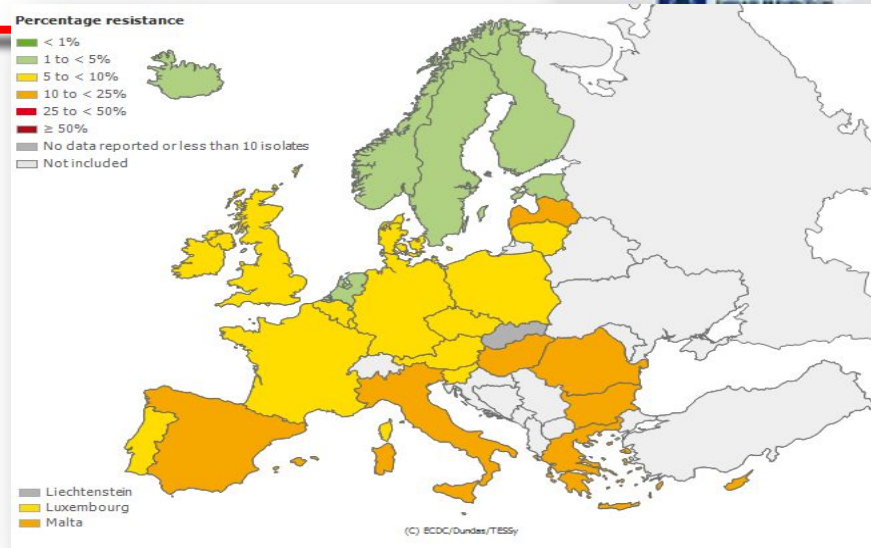 Percentage resistance
< 1%
1 to < 5%
5 to < 10%
10 to < 25%
25 to < 50%
≥ 50%
No data reported or less than 10 isolates
Not included
Liechtenstein
Luxembourg
Malta
(C) ECDC/Dundas/TESSy